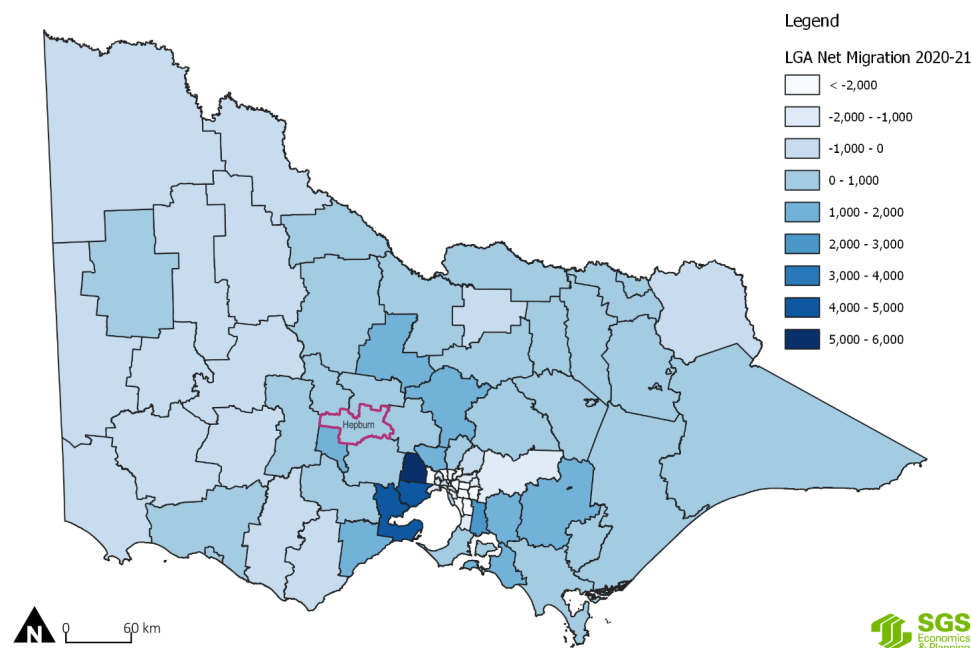 Legend
LGA Net Migration 2020-21
< -2,000
-2,000 - -1,000
-1,000 - 0
0 - 1,000
1,000 - 2,000
2,000 - 3,000
3,000 - 4,000
4,000 - 5,000
5,000 - 6,000
Hepburn
N
0 60 km
SGS
Economics
& Planning